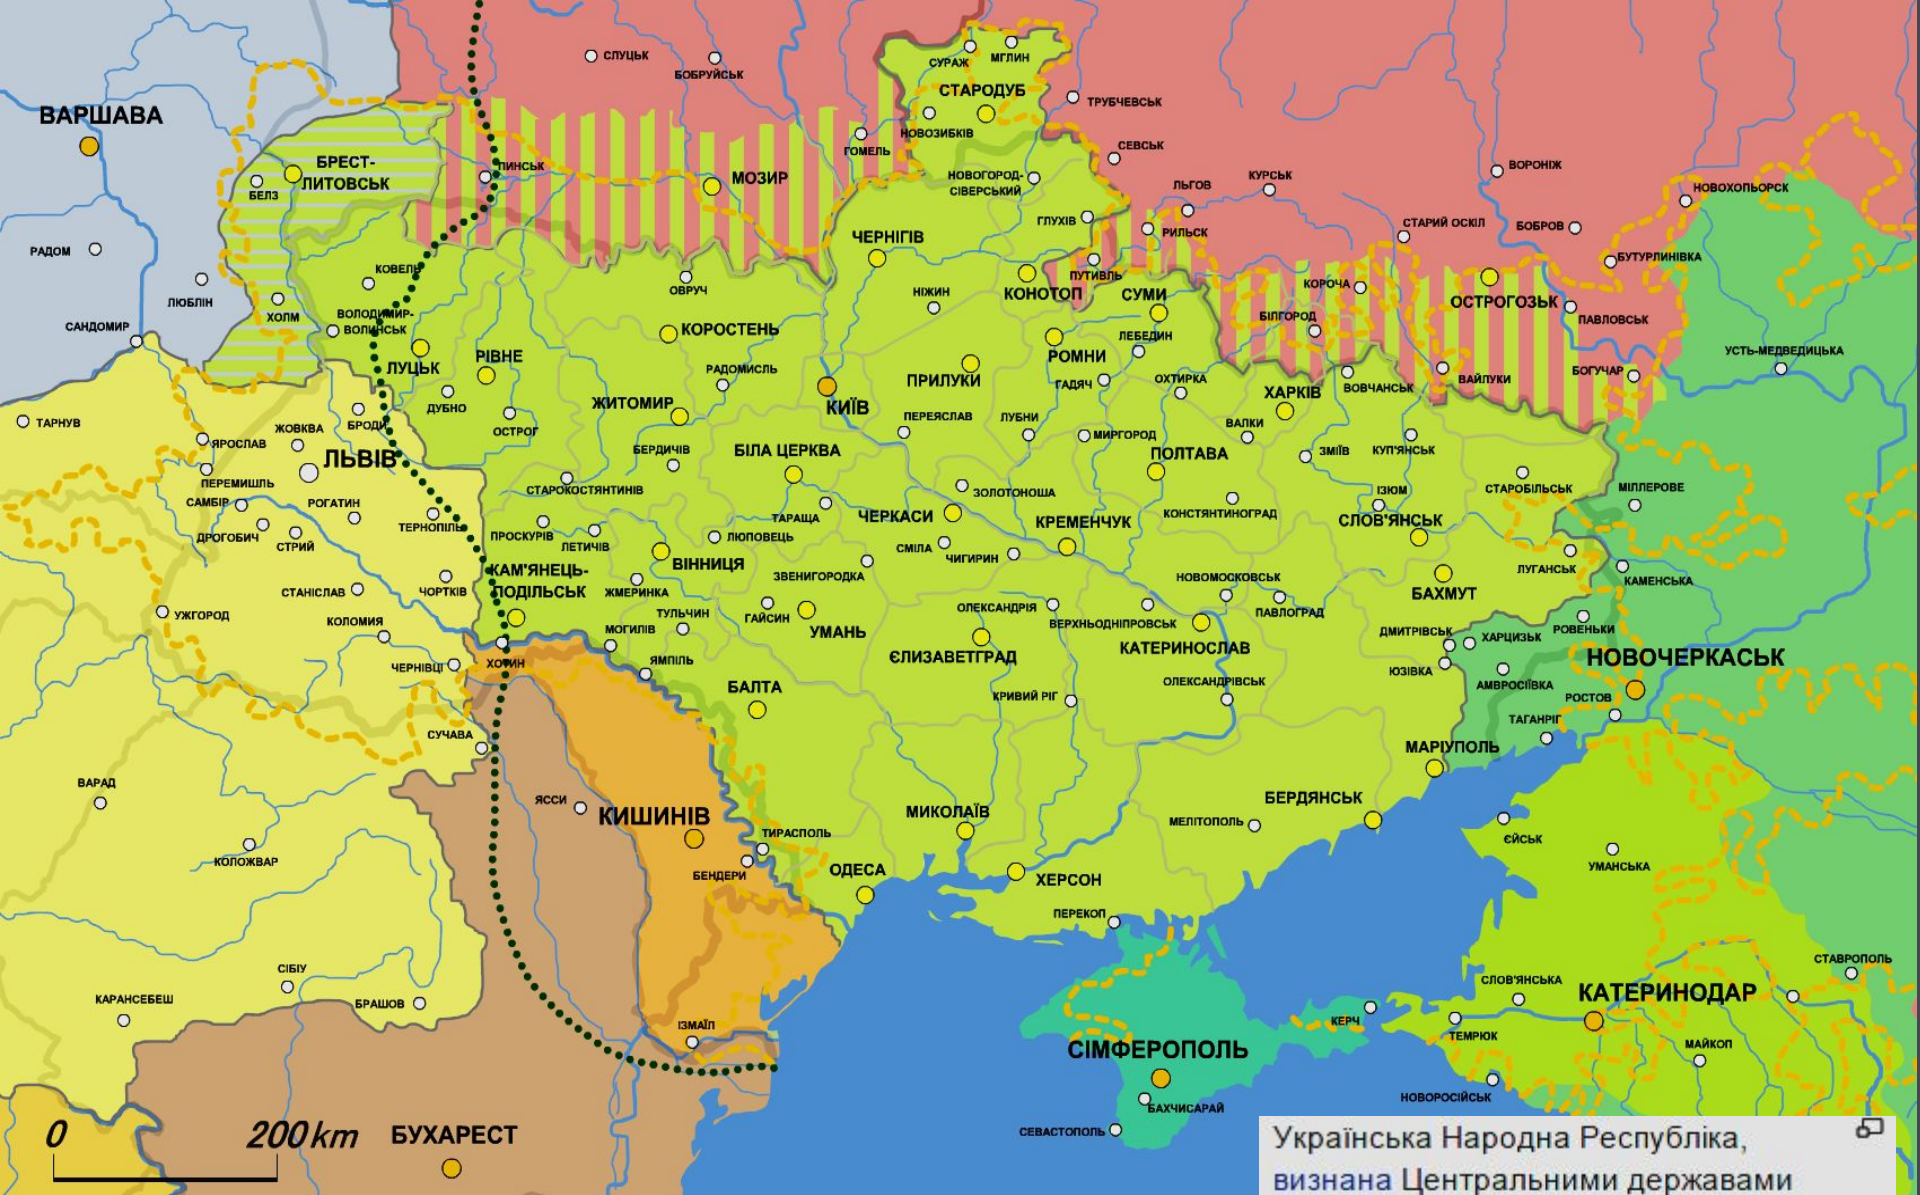 СЛУЦЬК
БОБРУЙСЬК
СУРАЖ
МГЛИН
СТАРОДУБ
ТРУБЧЕВСЬК
ВАРШАВА
НОВОЗИБКІВ
ГОМЕЛЬ
СЕВСЬК
БРЕСТ-
ЛИТОВСЬК
БЕЛЗ
ПИНСЬК
МОЗИР
НОВОГОРОД-
СІВЕРСЬКИЙ
ЛЬГОВ
КУРСЬК
ВОРОНІЖ
НОВОХОПЬОРСК
ГЛУХІВ
РИЛЬСК
СТАРИЙ ОСКІЛ
БОБРОВ
РАДОМ
ЧЕРНІГІВ
БУТУРЛИНІВКА
КОВЕЛЬ
ОВРУЧ
ПУТИВЛЬ
КОРОЧА
ЛЮБЛІН
ХОЛМ
НІЖИН
КОНОТОП
СУМИ
ОСТРОГОЗЬК
ВОЛОДИМИР-
ВОЛИНСЬК
БІЛГОРОД
ПАВЛОВСЬК
САНДОМИР
КОРОСТЕНЬ
ЛЕБЕДИН
ЛУЦЬК
РІВНЕ
РАДОМИСЛЬ
ПРИЛУКИ
РОМНИ
ГАДЯЧ
ОХТИРКА
ХАРКІВ
ВОВЧАНСЬК
ВАЙЛУКИ
БОГУЧАР
УСТЬ-МЕДВЕДИЦЬКА
ДУБНО
ЖИТОМИР
КИЇВ
ТАРНУВ
БРОДИ
ОСТРОГ
ПЕРЕЯСЛАВ
ЛУБНИ
МИРГОРОД
ВАЛКИ
ЯРОСЛАВ
ЖОВКВА
ЛЬВІВ
БЕРДИЧІВ
БІЛА ЦЕРКВА
ПОЛТАВА
ЗМІЇВ
КУП'ЯНСЬК
ПЕРЕМИШЛЬ
СТАРОКОСТЯНТИНІВ
ЗОЛОТОНОША
ІЗЮМ
СТАРОБІЛЬСЬК
МІЛЛЕРОВЕ
САМБІР
РОГАТИН
ТЕРНОПІЛЬ
ТАРАЩА
ЧЕРКАСИ
КРЕМЕНЧУК
КОНСТЯНТИНОГРАД
СЛОВ'ЯНСЬК
ДРОГОБИЧ
СТРИЙ
ПРОСКУРІВ
ЛЕТИЧІВ
ЛЮПОВЕЦЬ
СМІЛА
ЧИГИРИН
ВІННИЦЯ
ЗВЕНИГОРОДКА
ЛУГАНСЬК
КАМЕНСЬКА
КАМ'ЯНЕЦЬ-
ПОДІЛЬСЬК
СТАНІСЛАВ
ЧОРТКІВ
ЖМЕРИНКА
НОВОМОСКОВСЬК
БАХМУТ
УЖГОРОД
КОЛОМИЯ
ТУЛЬЧИН
ГАЙСИН
УМАНЬ
ОЛЕКСАНДРІЯ
ВЕРХНЬОДНІПРОВСЬК
ПАВЛОГРАД
МОГИЛІВ
ДМИТРІВСЬК
ХАРЦИЗЬК
РОВЕНЬКИ
ЧЕРНІВЦІ
ХОТИН
ЯМПІЛЬ
ЄЛИЗАВЕТГРАД
КАТЕРИНОСЛАВ
ЮЗІВКА
НОВОЧЕРКАСЬК
БАЛТА
КРИВИЙ РІГ
ОЛЕКСАНДРІВСЬК
АМВРОСІЇВКА
РОСТОВ
СУЧАВА
ТАГАНРІГ
МАРІУПОЛЬ
ВАРАД
ЯССИ
КИШИНІВ
МИКОЛАЇВ
БЕРДЯНСЬК
ТИРАСПОЛЬ
МЕЛІТОПОЛЬ
ЄЙСЬК
КОЛОЖВАР
БЕНДЕРИ
ОДЕСА
ХЕРСОН
УМАНСЬКА
ПЕРЕКОП
СІБІУ
СТАВРОПОЛЬ
КАРАНСЕБЕШ
БРАШОВ
СЛОВ'ЯНСЬКА
КАТЕРИНОДАР
ІЗМАЇЛ
КЕРЧ
ТЕМРЮК
СІМФЕРОПОЛЬ
МАЙКОП
НОВОРОСІЙСЬК
БАХЧИСАРАЙ
СЕВАСТОПОЛЬ
0 200 km
БУХАРЕСТ
Українська Народна Республіка,
визнана Центральними державами